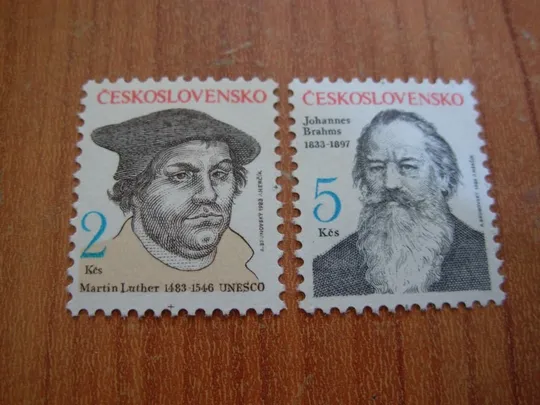 ČESKOSLOVENSKO
2
Kčs
Martin Luther 1483-1546 UNESCO
ČESKOSLOVENSKO
Johannes
Brahms
1833-1897
5
Kčs